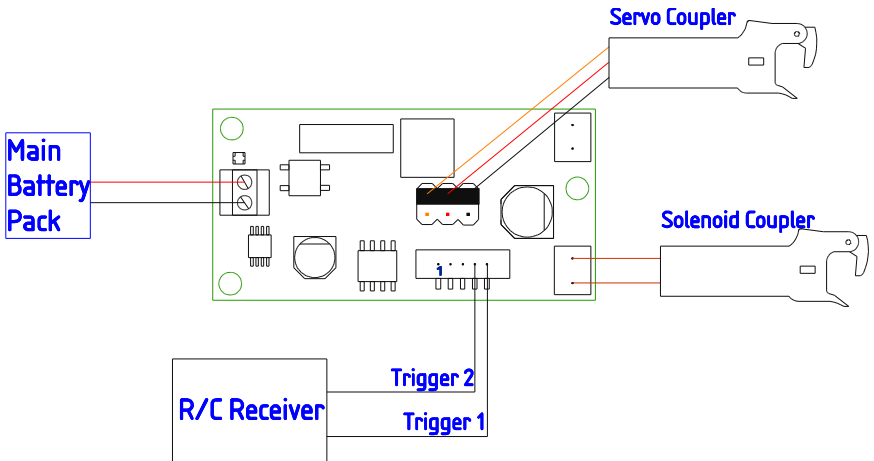 Servo Coupler
Main
Battery
Pack
Solenoid Coupler
1
Trigger 2
R/C Receiver
Trigger 1